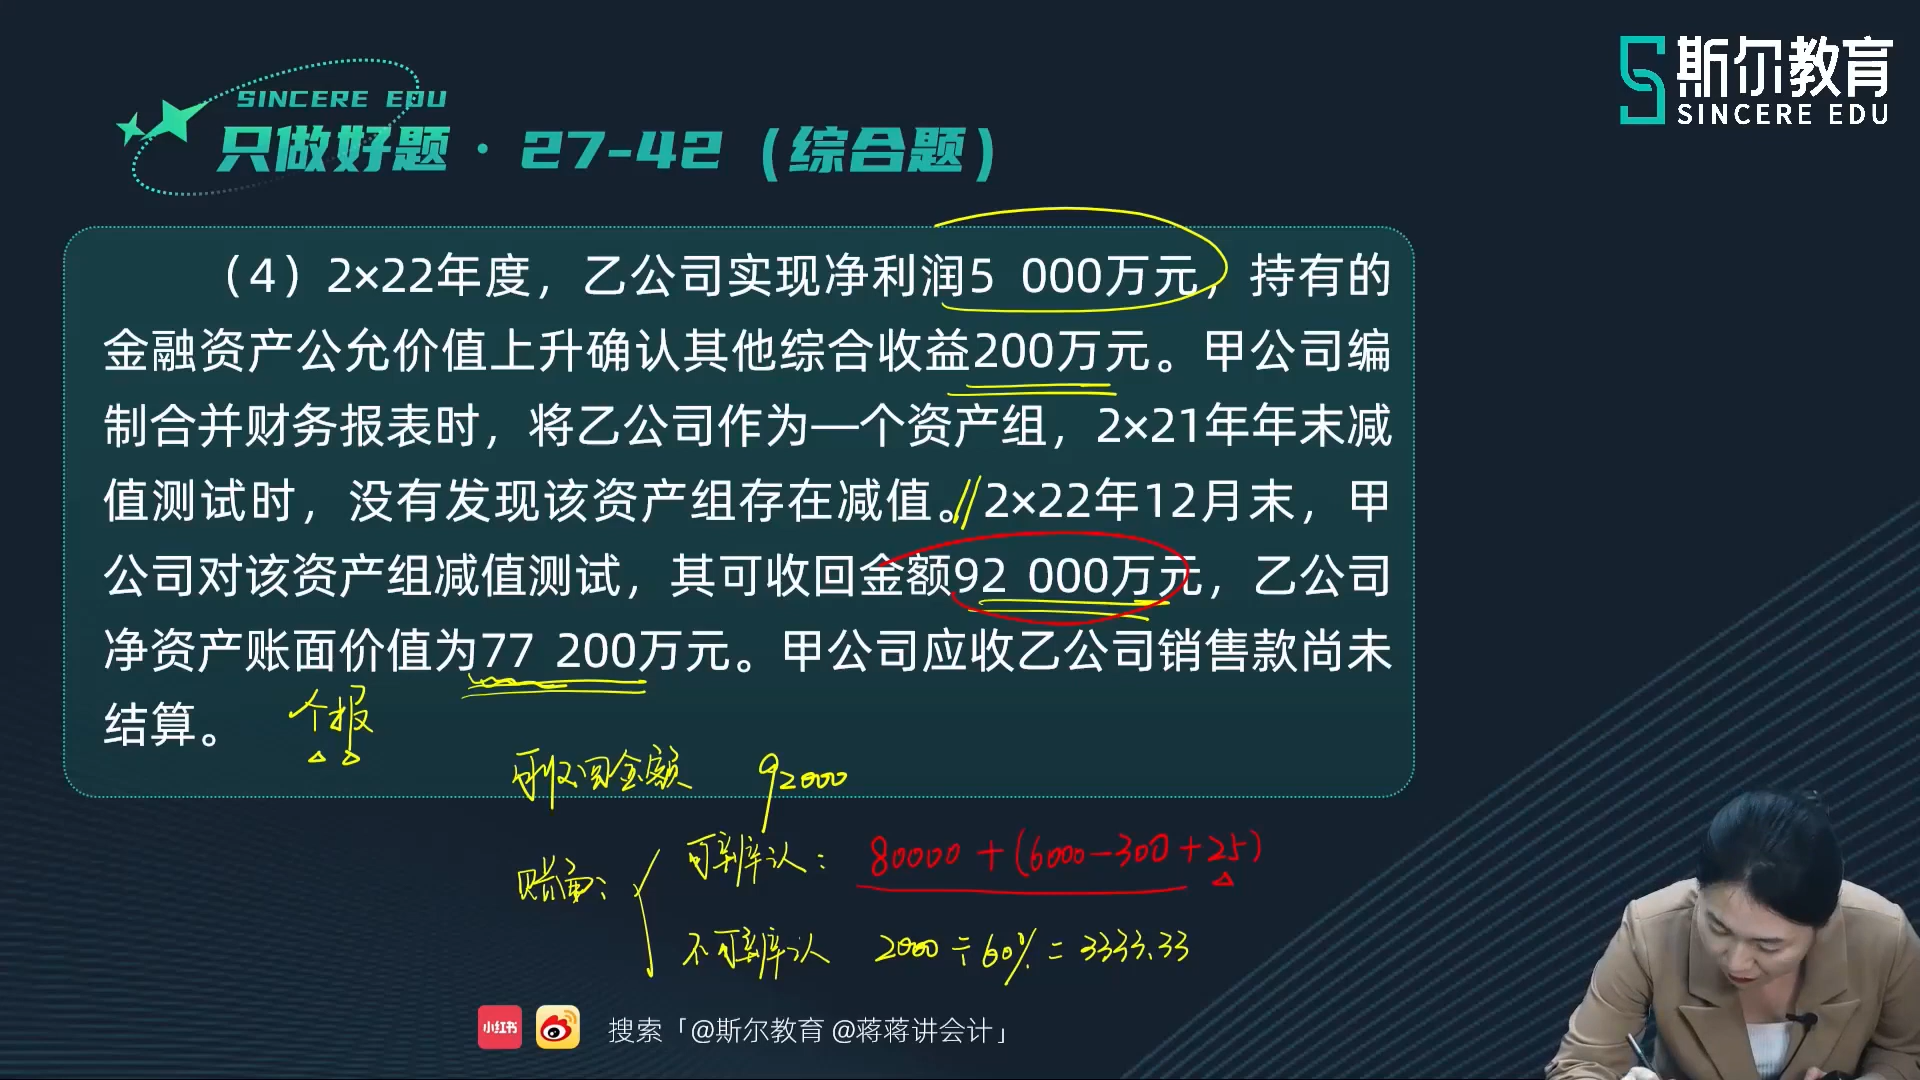 SINCERE EDU
只做好题·27-42（综合题）
斯尔教育
SINCERE EDU
（4）2×22年度，乙公司实现净利润5 000万元，持有的
金融资产公允价值上升确认其他综合收益200万元。甲公司编
制合并财务报表时，将乙公司作为一个资产组，2×21年年末减
值测试时，没有发现该资产组存在减值。2×22年12月末，甲
公司对该资产组减值测试，其可收回金额92 000万元，乙公司
净资产账面价值为77 200万元。甲公司应收乙公司销售款尚未
结算。
个报
可收回金额 92000
账面：
可辨认： 80000+(6000-300+25)
不可辨认 2000÷60%=3333.33
小红书
搜索「@斯尔教育 @蒋蒋讲会计」